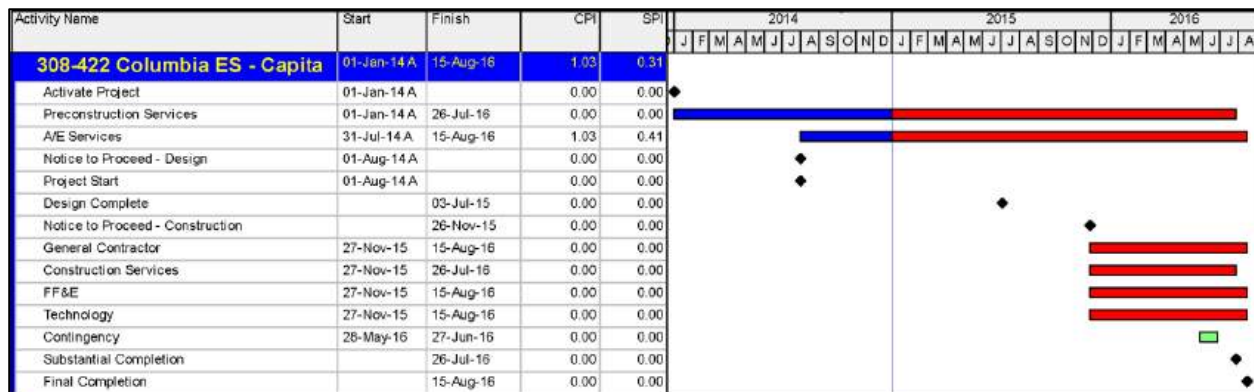 Activity Name Start Finish CPI SPI 2014 2015 2016
J F M A M J J A S O N D J F M A M J J A S O N D J F M A M J J A
308-422 Columbia ES - Capita 01-Jan-14 A 15-Aug-16 1.03 0.31
Activate Project 01-Jan-14 A 0.00 0.00
Preconstruction Services 01-Jan-14 A 26-Jul-16 0.00 0.00
A/E Services 31-Jul-14 A 15-Aug-16 1.03 0.41
Notice to Proceed - Design 01-Aug-14 A 0.00 0.00
Project Start 01-Aug-14 A 0.00 0.00
Design Complete 03-Jul-15 0.00 0.00
Notice to Proceed - Construction 26-Nov-15 0.00 0.00
General Contractor 27-Nov-15 15-Aug-16 0.00 0.00
Construction Services 27-Nov-15 26-Jul-16 0.00 0.00
FF&E 27-Nov-15 15-Aug-16 0.00 0.00
Technology 27-Nov-15 15-Aug-16 0.00 0.00
Contingency 28-May-16 27-Jun-16 0.00 0.00
Substantial Completion 26-Jul-16 0.00 0.00
Final Completion 15-Aug-16 0.00 0.00